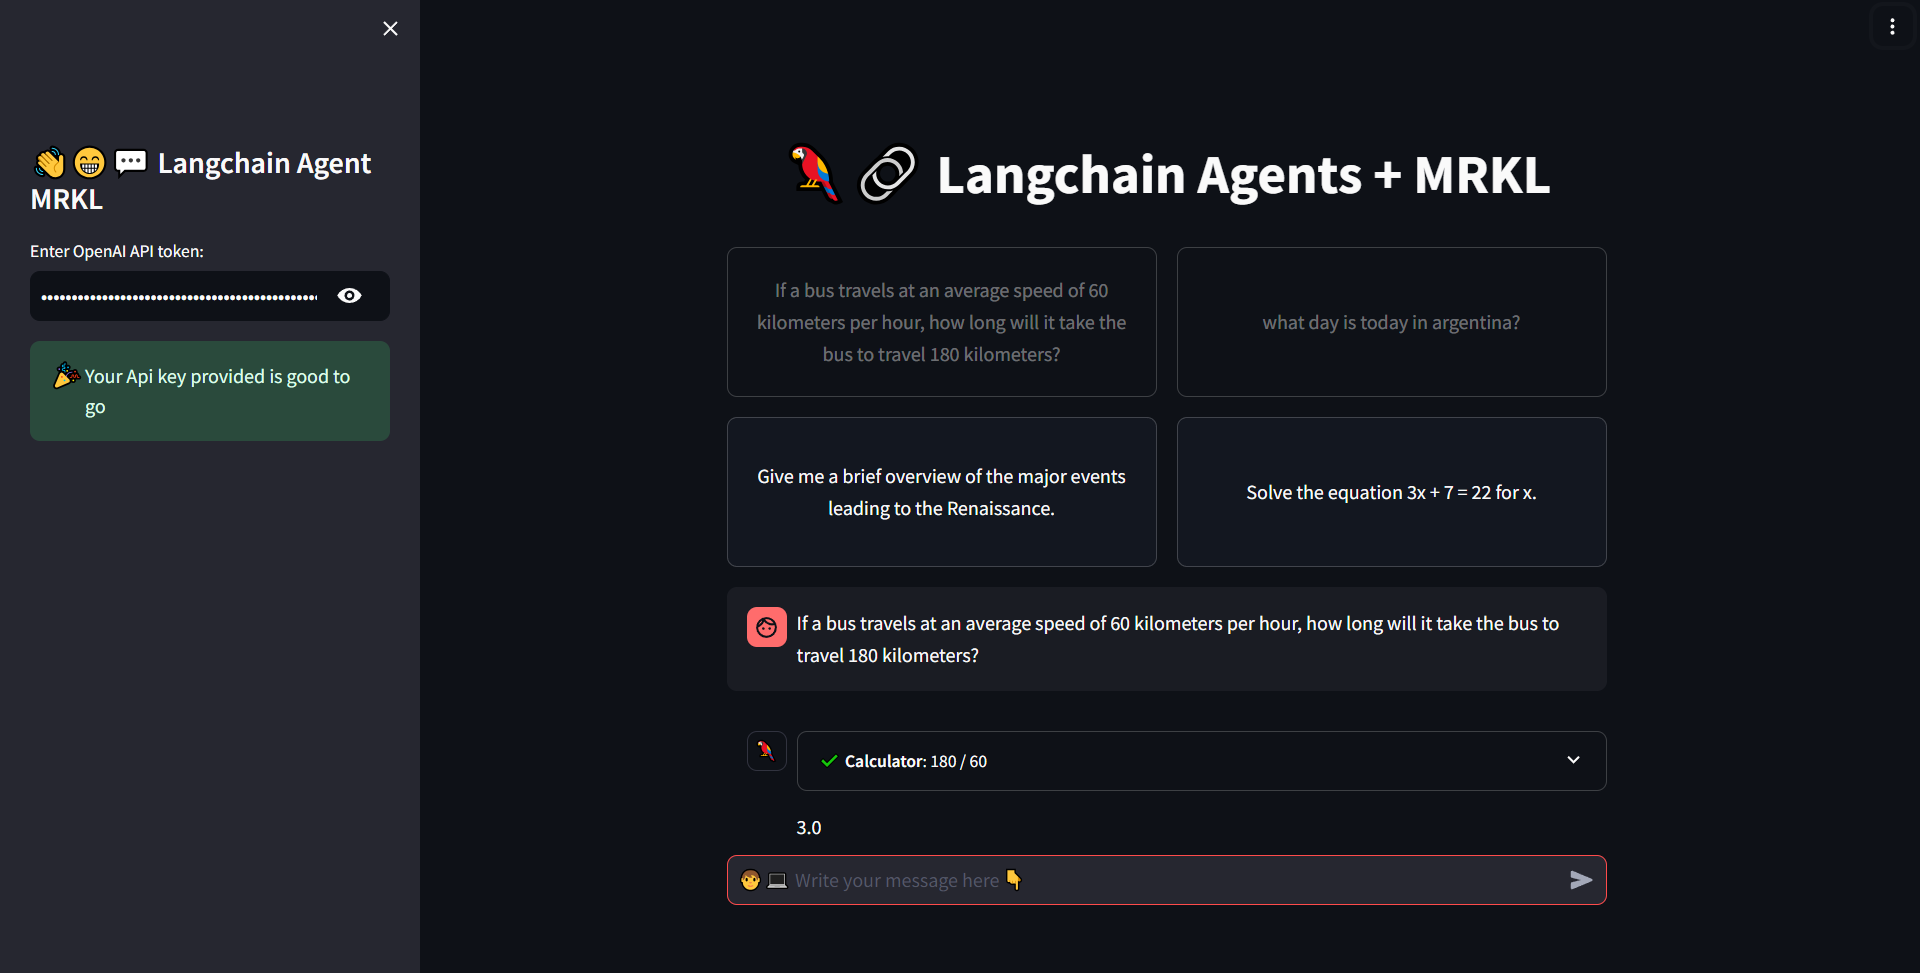 Langchain Agent
MRKL
Enter OpenAI API token:
Your Api key provided is good to
go
Langchain Agents + MRKL
If a bus travels at an average speed of 60
kilometers per hour, how long will it take the
bus to travel 180 kilometers?
what day is today in argentina?
Give me a brief overview of the major events
leading to the Renaissance.
Solve the equation 3x + 7 = 22 for x.
If a bus travels at an average speed of 60 kilometers per hour, how long will it take the bus to
travel 180 kilometers?
Calculator: 180 / 60
3.0
Write your message here